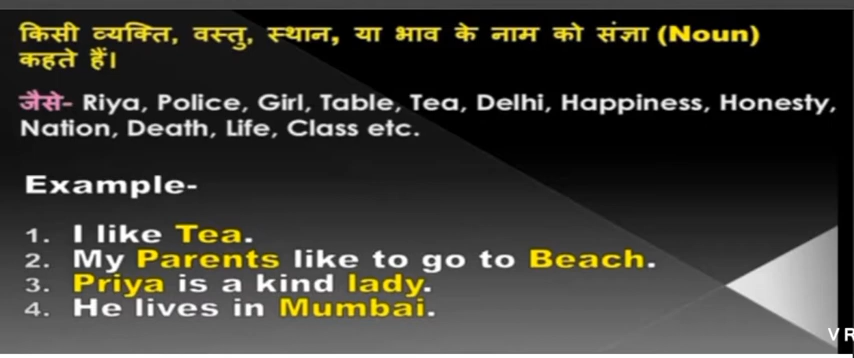 किसी व्यक्ति, वस्तु, स्थान, या भाव के नाम को संज्ञा (Noun)
कहते हैं।
जैसे- Riya, Police, Girl, Table, Tea, Delhi, Happiness, Honesty,
Nation, Death, Life, Class etc.
Example-
1. I like Tea.
2. My Parents like to go to Beach.
3. Priya is a kind lady.
4. He lives in Mumbai.
VR